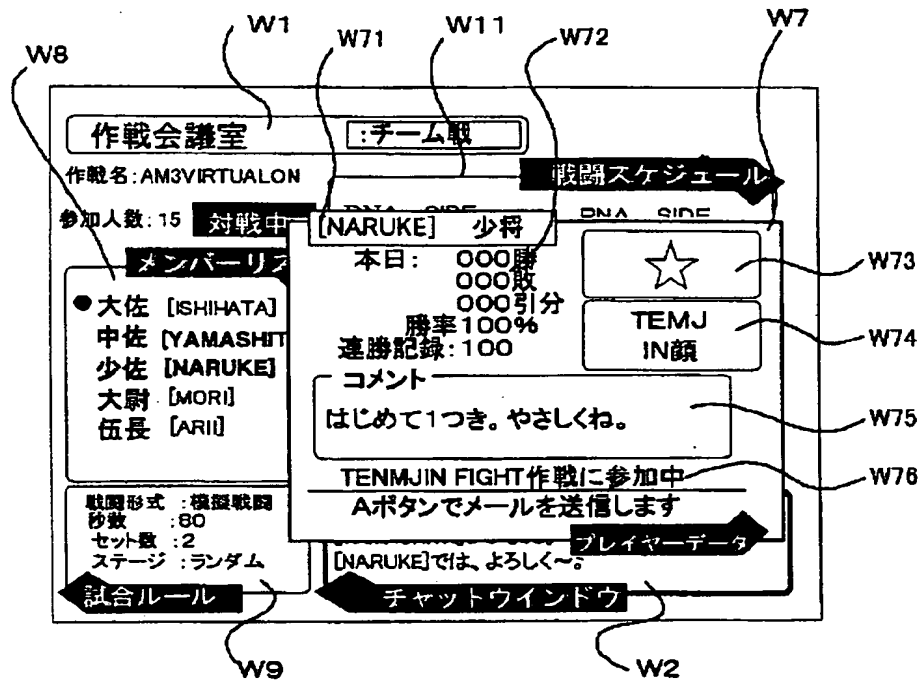 W1
W71
W11
W72
W7
W8
作戦会議室 :チーム戦
作戦名:AM3VIRTUALON
戦闘スケジュール
参加人数:15 対戦中
SIDE
SIDE
[NARUKE] 少将
メンバーリス
本日: 000勝
000敗
000引分
勝率100%
連勝記録:100
☆
W73
TEMJ
IN顔
W74
●大佐 [ISHIHATA]
中佐 [YAMASHIT
少佐 [NARUKE]
大尉 [MORI]
伍長 [ARII]
コメント
はじめて1つき。やさしくね。
W75
TENMJIN FIGHT作戦に参加中
W76
Aボタンでメールを送信します
プレイヤーデータ
戦闘形式 :模擬戦闘
秒数 :80
セット数 :2
ステージ :ランダム
試合ルール
[NARUKE]では、よろしく~。
チャットウインドウ
W9
W2